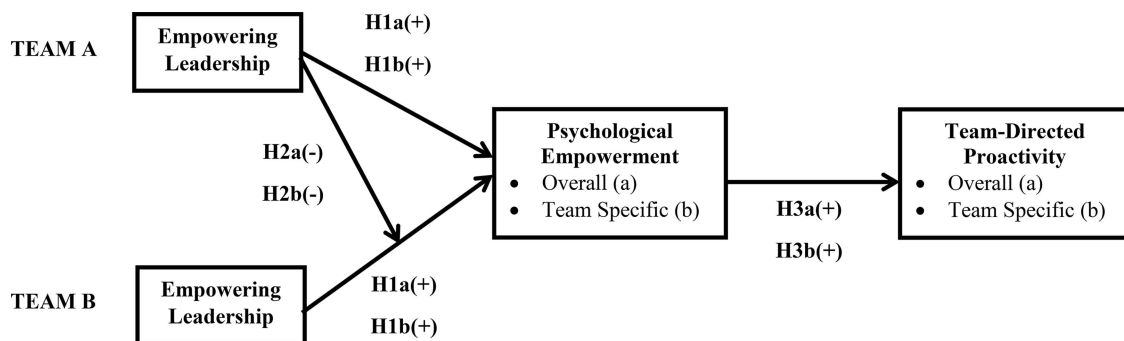 TEAM A
Empowering
Leadership
H1a(+)
H1b(+)
H2a(-)
H2b(-)
Psychological
Empowerment
• Overall (a)
• Team Specific (b)
H3a(+)
H3b(+)
Team-Directed
Proactivity
• Overall (a)
• Team Specific (b)
TEAM B
Empowering
Leadership
H1a(+)
H1b(+)